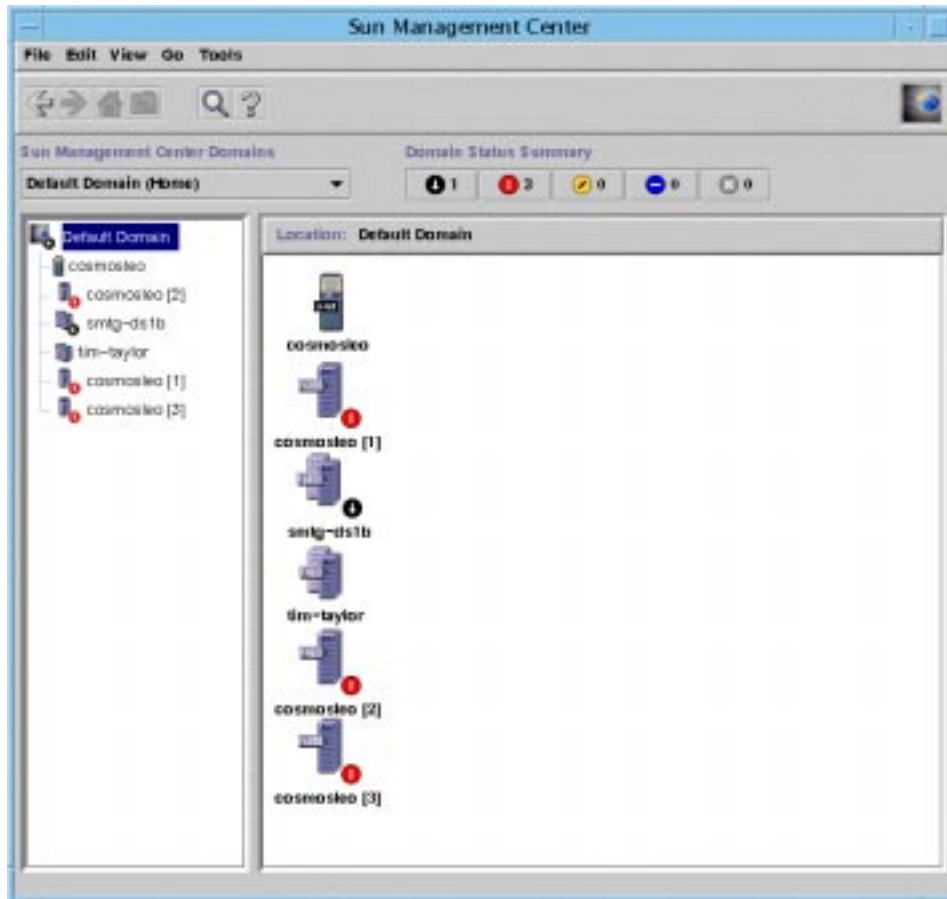 Sun Management Center
File Edit View Go Tools
Sun Management Center Domains
Domain Status Summary
Default Domain (Home)
1 3 0 0 0
Default Domain
cosmosleo
cosmosleo [2]
smtg-ds1b
tim-taylor
cosmosleo [1]
cosmosleo [3]
Location: Default Domain
cosmosleo
cosmosleo [1]
smtg-ds1b
tim-taylor
cosmosleo [2]
cosmosleo [3]